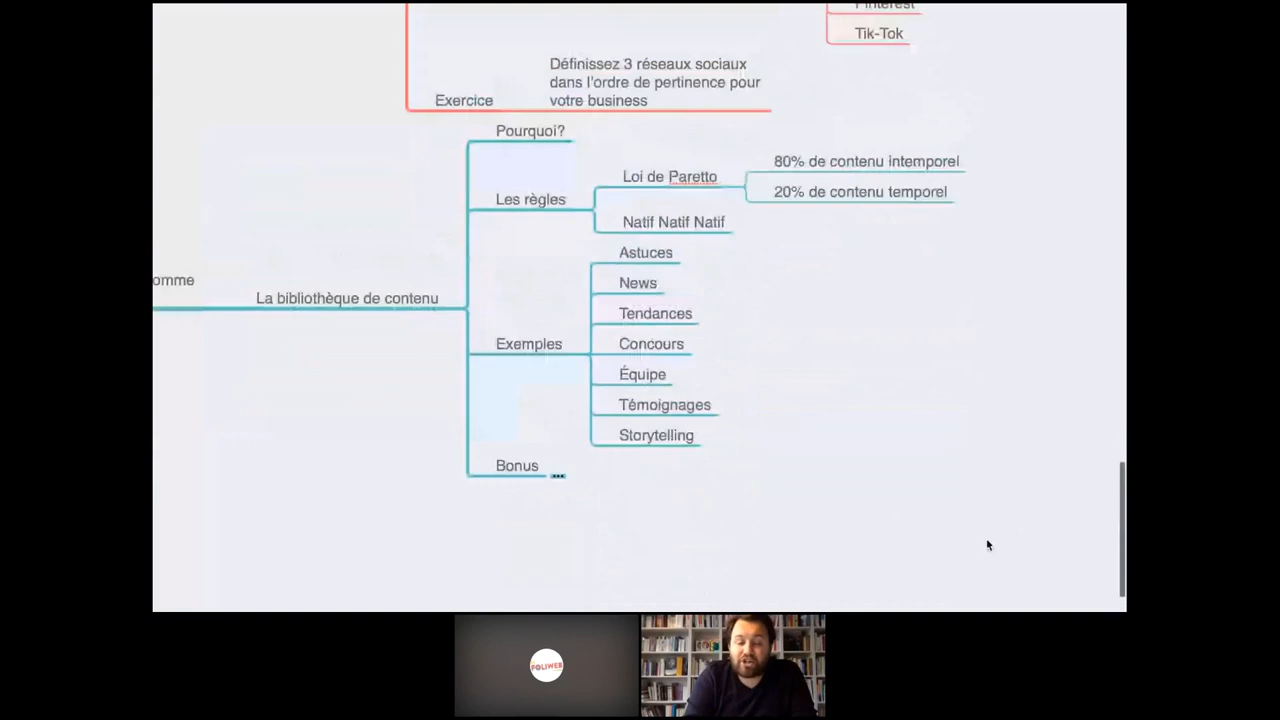 Pinterest
Tik-Tok
Définissez 3 réseaux sociaux
dans l'ordre de pertinence pour
votre business
Exercice
Pourquoi?
80% de contenu intemporel
Loi de Paretto
20% de contenu temporel
Les règles
Natif Natif Natif
Astuces
omme
News
La bibliothèque de contenu
Tendances
Exemples
Concours
Équipe
Témoignages
Storytelling
Bonus
FOLIWEB